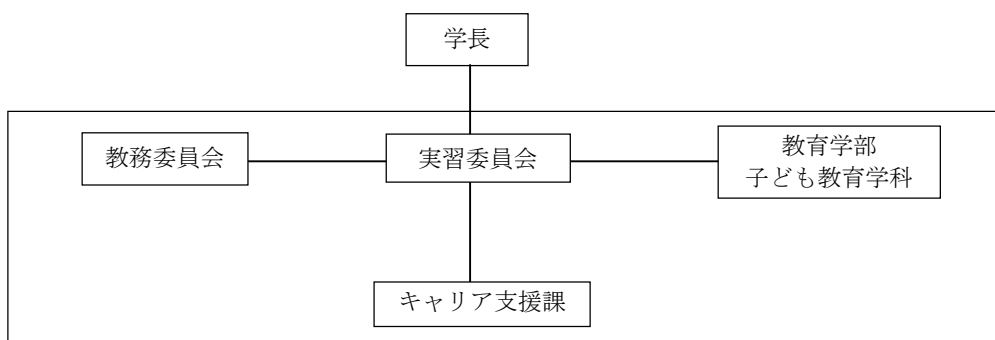 学長
教務委員会
実習委員会
教育学部
子ども教育学科
キャリア支援課